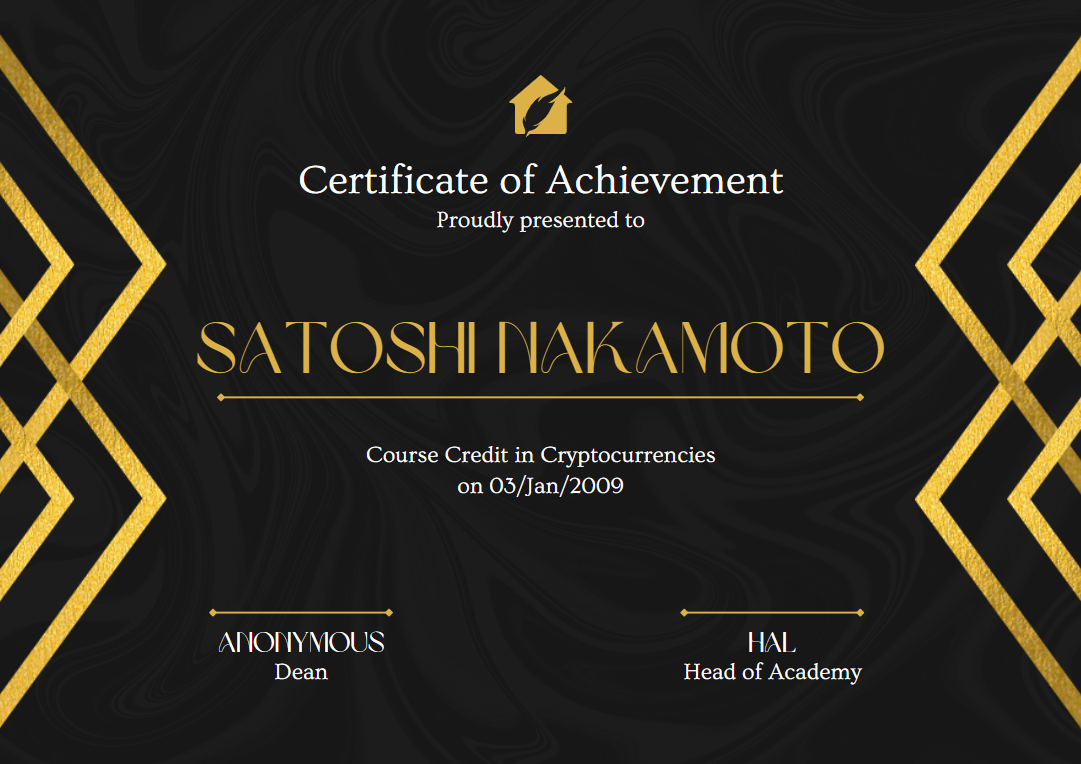 Certificate of Achievement
Proudly presented to
SATOSHI NAKAMOTO
Course Credit in Cryptocurrencies
on 03/Jan/2009
ANONYMOUS
Dean
HAL
Head of Academy